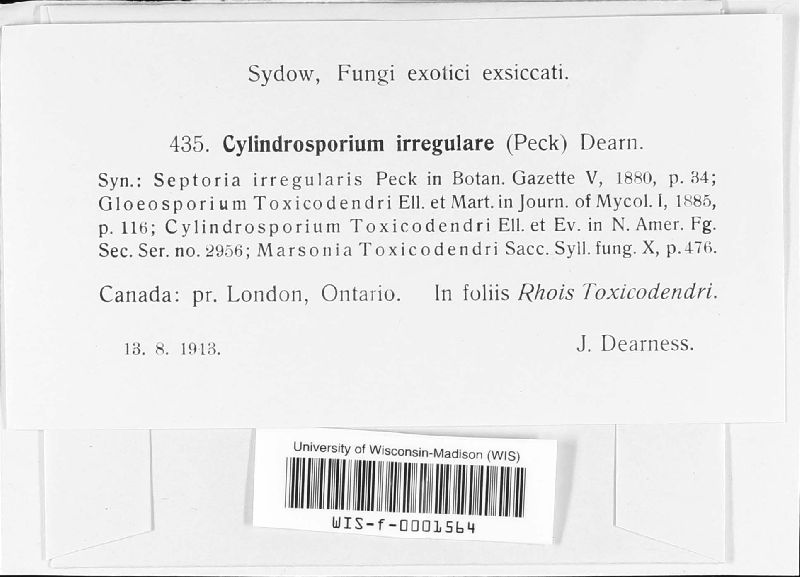 Sydow, Fungi exotici exsiccati.
435. Cylindrosporium irregulare (Peck) Dearn.
Syn.: Septoria irregularis Peck in Botan. Gazette V, 1880, p. 34;
Gloeosporium Toxicodendri Ell. et Mart. in Journ. of Mycol. I, 1885,
p. 116; Cylindrosporium Toxicodendri Ell. et Ev. in N. Amer. Fg.
Sec. Ser. no. 2956; Marsonia Toxicodendri Sacc. Syll. fung. X, p. 476.
Canada: pr. London, Ontario. In foliis Rhois Toxicodendri.
13. 8. 1913. J. Dearness.
University of Wisconsin-Madison (WIS)
WIS-f-0001564